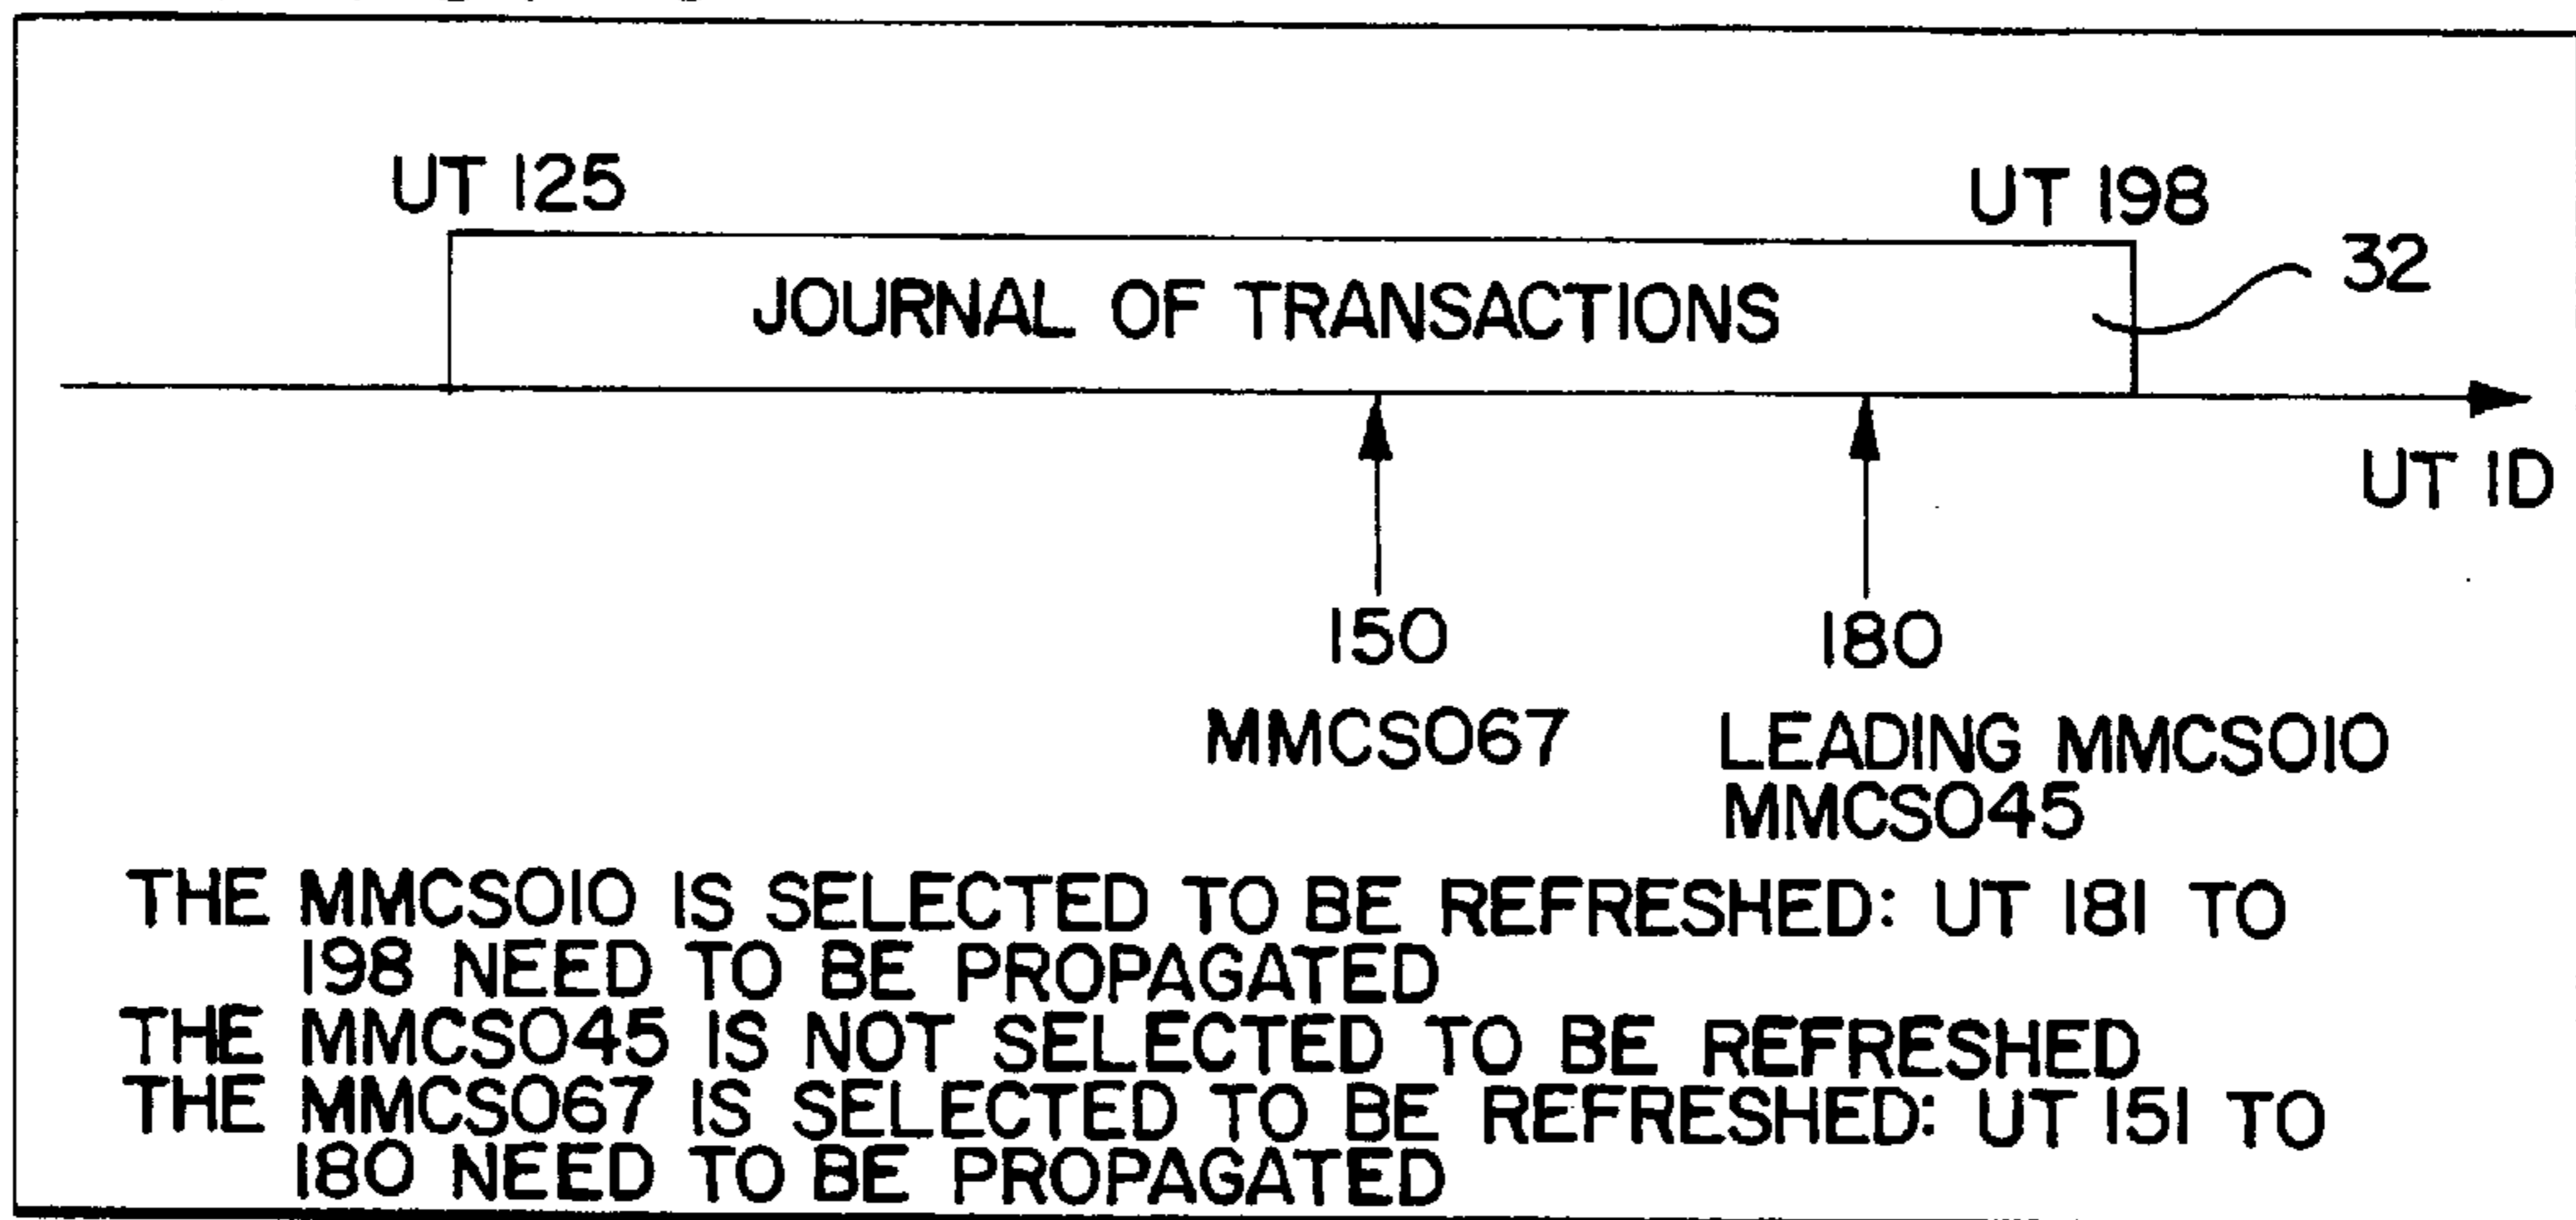 UT 125
UT 198
32
JOURNAL OF TRANSACTIONS
UT ID
150
180
MMCS067
LEADING MMCS010
MMCS045
THE MMCS010 IS SELECTED TO BE REFRESHED: UT 181 TO
198 NEED TO BE PROPAGATED
THE MMCS045 IS NOT SELECTED TO BE REFRESHED
THE MMCS067 IS SELECTED TO BE REFRESHED: UT 151 TO
180 NEED TO BE PROPAGATED